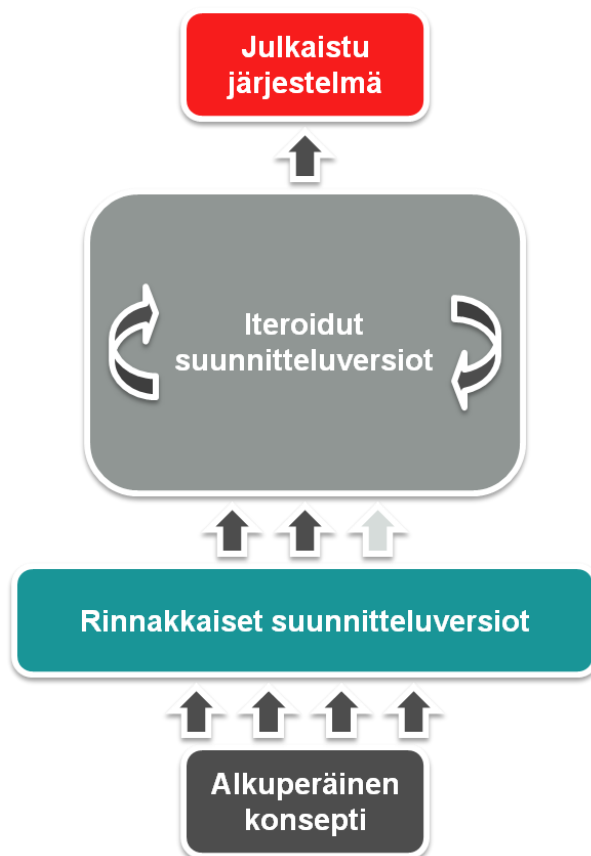 Julkaistu
järjestelmä
Iteroidut
suunnitteluversiot
Rinnakkaiset suunnitteluversiot
Alkuperäinen
konsepti